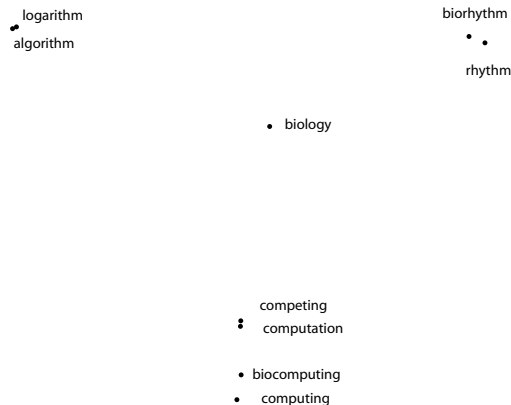 logarithm
algorithm
biorhythm
rhythm
biology
competing
computation
biocomputing
computing